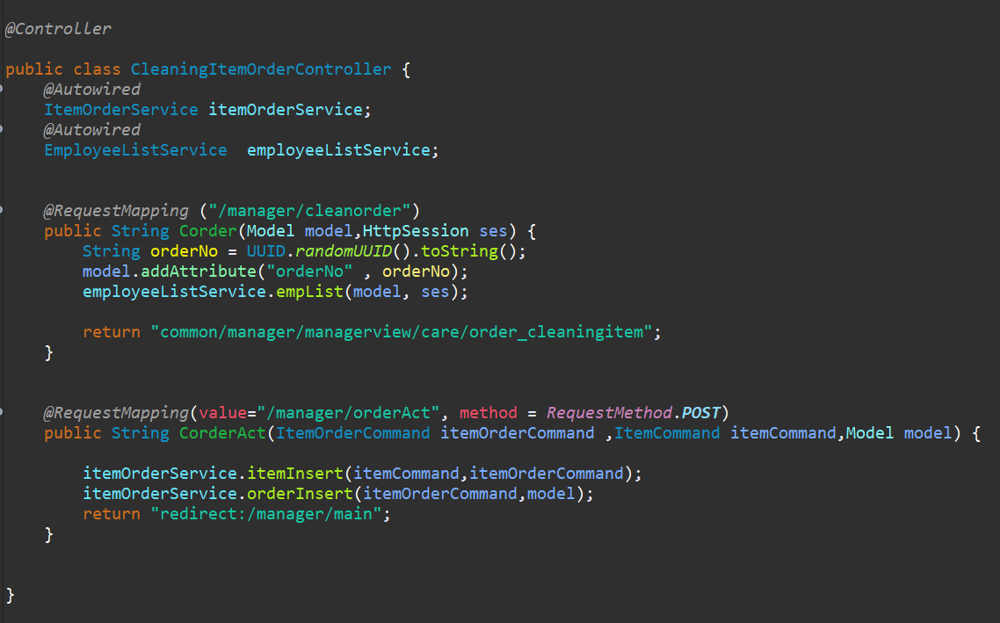 @Controller
public class CleaningItemOrderController {
@Autowired
ItemOrderService itemOrderService;
@Autowired
EmployeeListService  employeeListService;
@RequestMapping ("/manager/cleanorder")
public String Corder(Model model,HttpSession ses) {
String orderNo = UUID.randomUUID().toString();
model.addAttribute("orderNo" , orderNo);
employeeListService.empList(model, ses);
return "common/manager/managerview/care/order_cleaningitem";
}
@RequestMapping(value="/manager/orderAct", method = RequestMethod.POST)
public String CorderAct(ItemOrderCommand itemOrderCommand ,ItemCommand itemCommand,Model model) {
itemOrderService.itemInsert(itemCommand,itemOrderCommand);
itemOrderService.orderInsert(itemOrderCommand,model);
return "redirect:/manager/main";
}
}